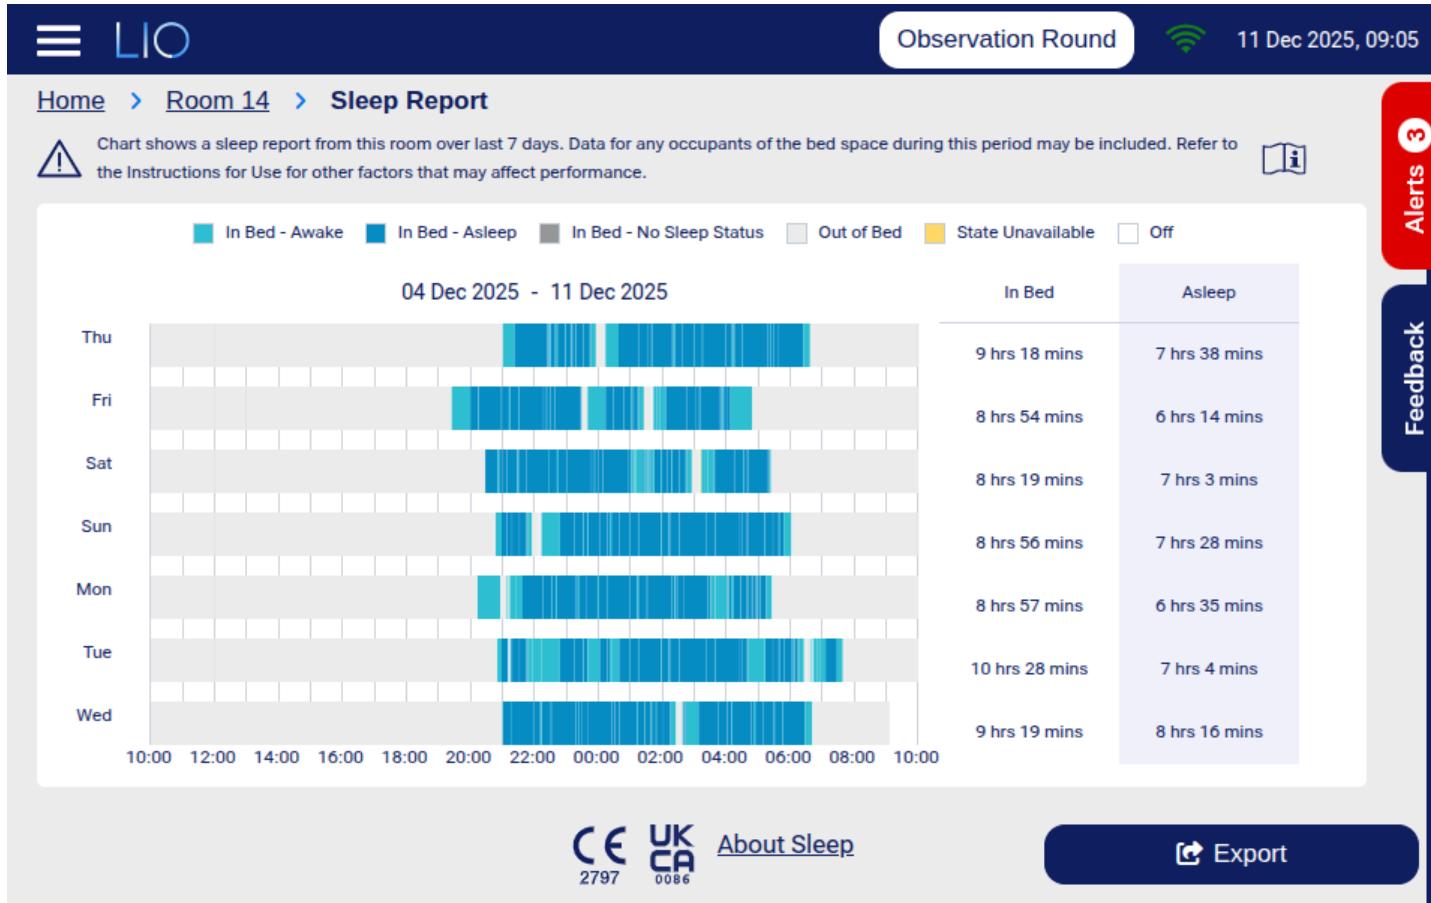 LIO
Observation Round
11 Dec 2025, 09:05
Home > Room 14 > Sleep Report
Chart shows a sleep report from this room over last 7 days. Data for any occupants of the bed space during this period may be included. Refer to
the Instructions for Use for other factors that may affect performance.
i
Alerts 3
Feedback
In Bed - Awake In Bed - Asleep In Bed - No Sleep Status Out of Bed State Unavailable Off
04 Dec 2025 - 11 Dec 2025 In Bed Asleep
Thu 9 hrs 18 mins 7 hrs 38 mins
Fri 8 hrs 54 mins 6 hrs 14 mins
Sat 8 hrs 19 mins 7 hrs 3 mins
Sun 8 hrs 56 mins 7 hrs 28 mins
Mon 8 hrs 57 mins 6 hrs 35 mins
Tue 10 hrs 28 mins 7 hrs 4 mins
Wed 9 hrs 19 mins 8 hrs 16 mins
10:00 12:00 14:00 16:00 18:00 20:00 22:00 00:00 02:00 04:00 06:00 08:00 10:00
CE
2797
UK
CA
0086
About Sleep
Export